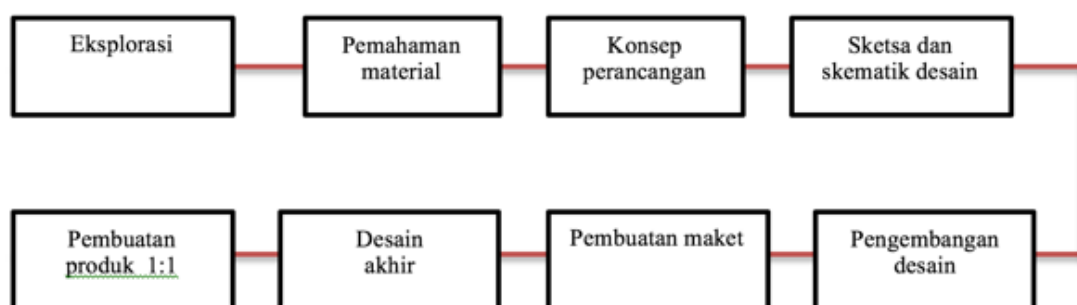 Eksplorasi
Pemahaman
material
Konsep
perancangan
Sketsa dan
skematik desain
Pembuatan
produk 1:1
Desain
akhir
Pembuatan maket
Pengembangan
desain